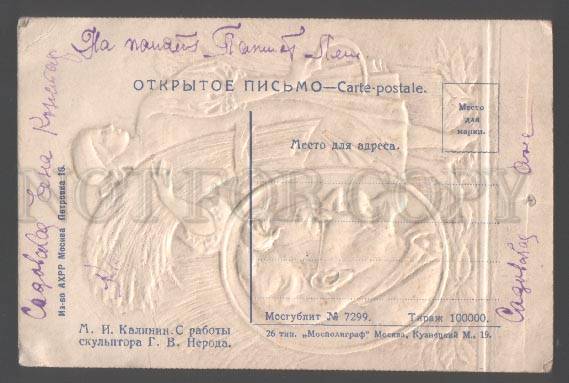 На память
ОТКРЫТОЕ ПИСЬМО—Carte-postale.
Место
для
марки.
Место для адреса.
NOT FOR COPY
Из-во АХРР Москва Петровка 16.
М. И. Калинин. С работы
скульптора Г. В. Нерода.
Мосгублит № 7299. Тираж 100000.
26 тип. „Мосполиграф" Москва, Кузнецкий М., 19.